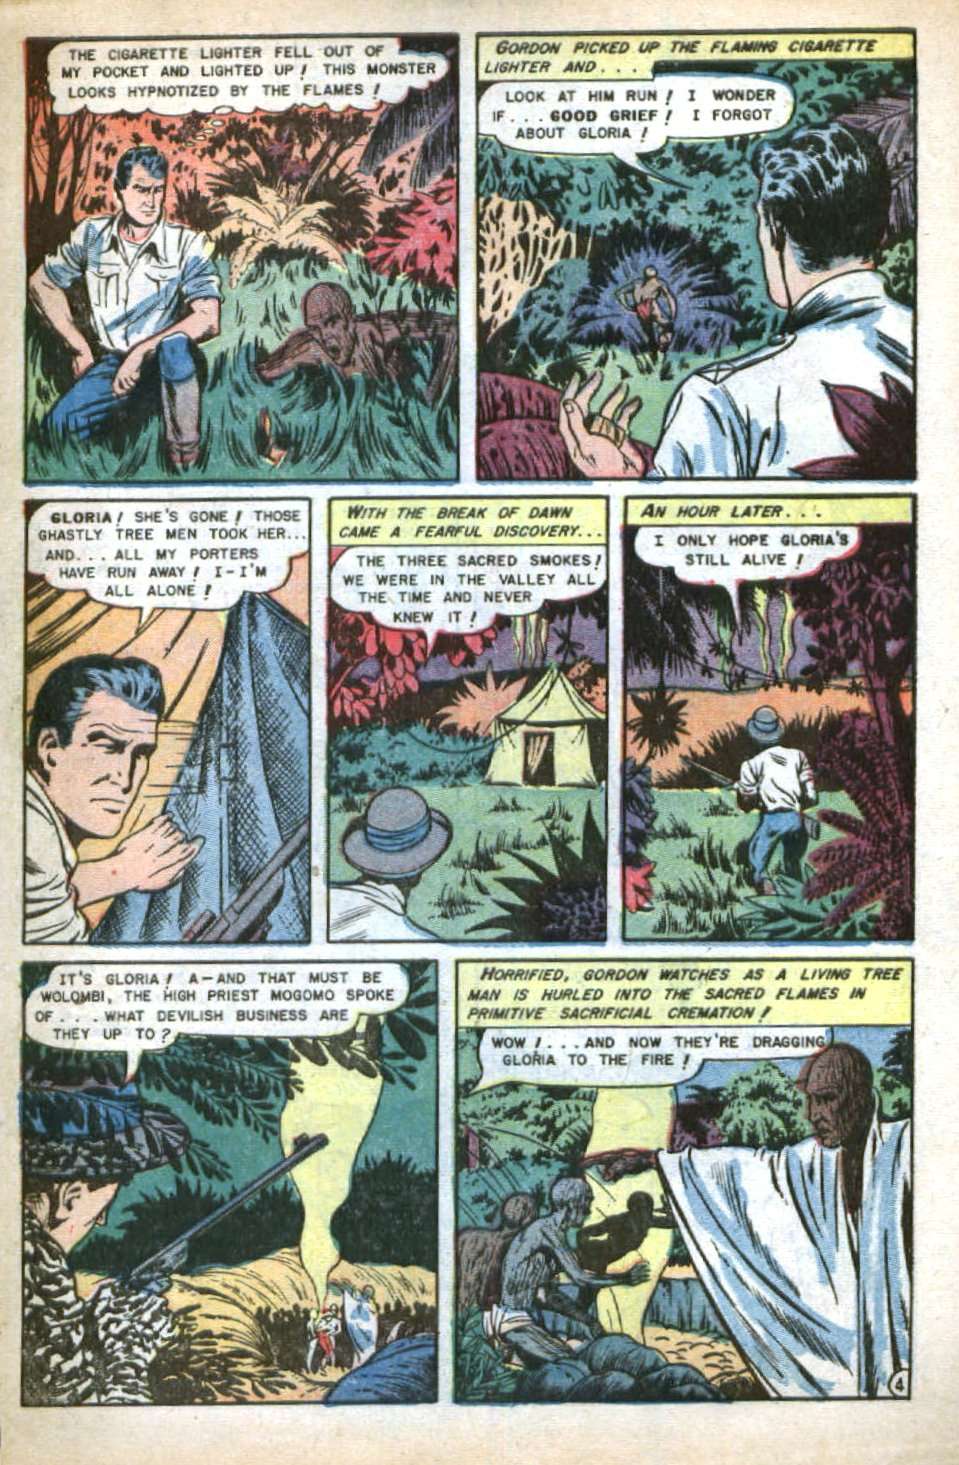 THE CIGARETTE LIGHTER FELL OUT OF
MY POCKET AND LIGHTED UP! THIS MONSTER
LOOKS HYPNOTIZED BY THE FLAMES!
GORDON PICKED UP THE FLAMING CIGARETTE
LIGHTER AND...
LOOK AT HIM RUN! I WONDER
IF... GOOD GRIEF! I FORGOT
ABOUT GLORIA!
GLORIA! SHE'S GONE! THOSE
GHASTLY TREE MEN TOOK HER...
AND... ALL MY PORTERS
HAVE RUN AWAY! I-I'M
ALL ALONE!
WITH THE BREAK OF DAWN
CAME A FEARFUL DISCOVERY...
THE THREE SACRED SMOKES!
WE WERE IN THE VALLEY ALL
THE TIME AND NEVER
KNEW IT!
AN HOUR LATER...
I ONLY HOPE GLORIA'S
STILL ALIVE!
IT'S GLORIA! A-AND THAT MUST BE
WOLOMBI, THE HIGH PRIEST MOGOMO SPOKE
OF... WHAT DEVILISH BUSINESS ARE
THEY UP TO?
HORRIFIED, GORDON WATCHES AS A LIVING TREE
MAN IS HURLED INTO THE SACRED FLAMES IN
PRIMITIVE SACRIFICIAL CREMATION!
WOW!... AND NOW THEY'RE DRAGGING
GLORIA TO THE FIRE!
4